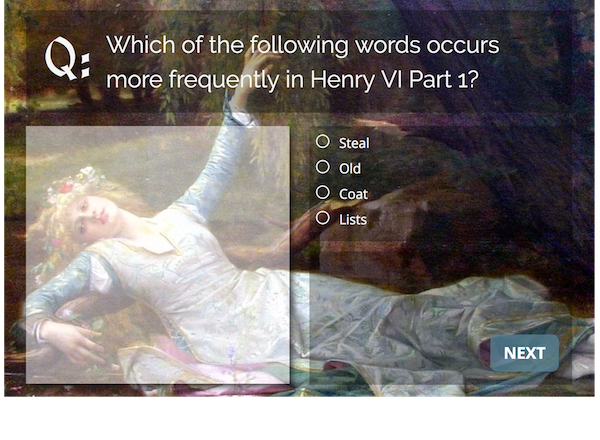 Q: Which of the following words occurs
more frequently in Henry VI Part 1?
Steal
Old
Coat
Lists
NEXT